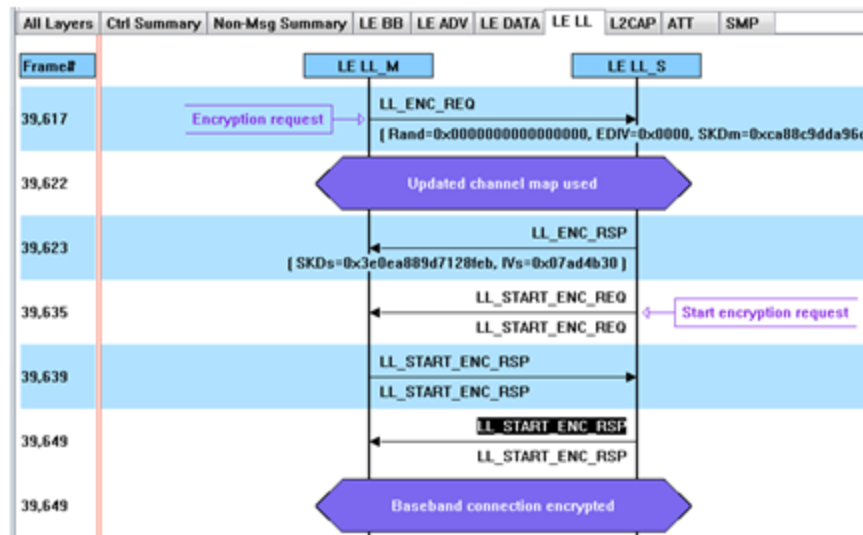 All Layers Ctrl Summary Non-Msg Summary LE BB LE ADV LE DATA LE LL L2CAP ATT SMP
Frame# LE LL_M LE LL_S
LL_ENC_REQ
39,617 Encryption request
{ Rand=0x0000000000000000, EDIV=0x0000, SKDm=0xca88c9dda96
39,622 Updated channel map used
LL_ENC_RSP
39,623
{ SKDs=0x3e0ea889d7128feb, IVs=0x07ad4b30 }
LL_START_ENC_REQ
39,635 Start encryption request
LL_START_ENC_REQ
LL_START_ENC_RSP
39,639
LL_START_ENC_RSP
LL_START_ENC_RSP
39,649
LL_START_ENC_RSP
39,649 Baseband connection encrypted